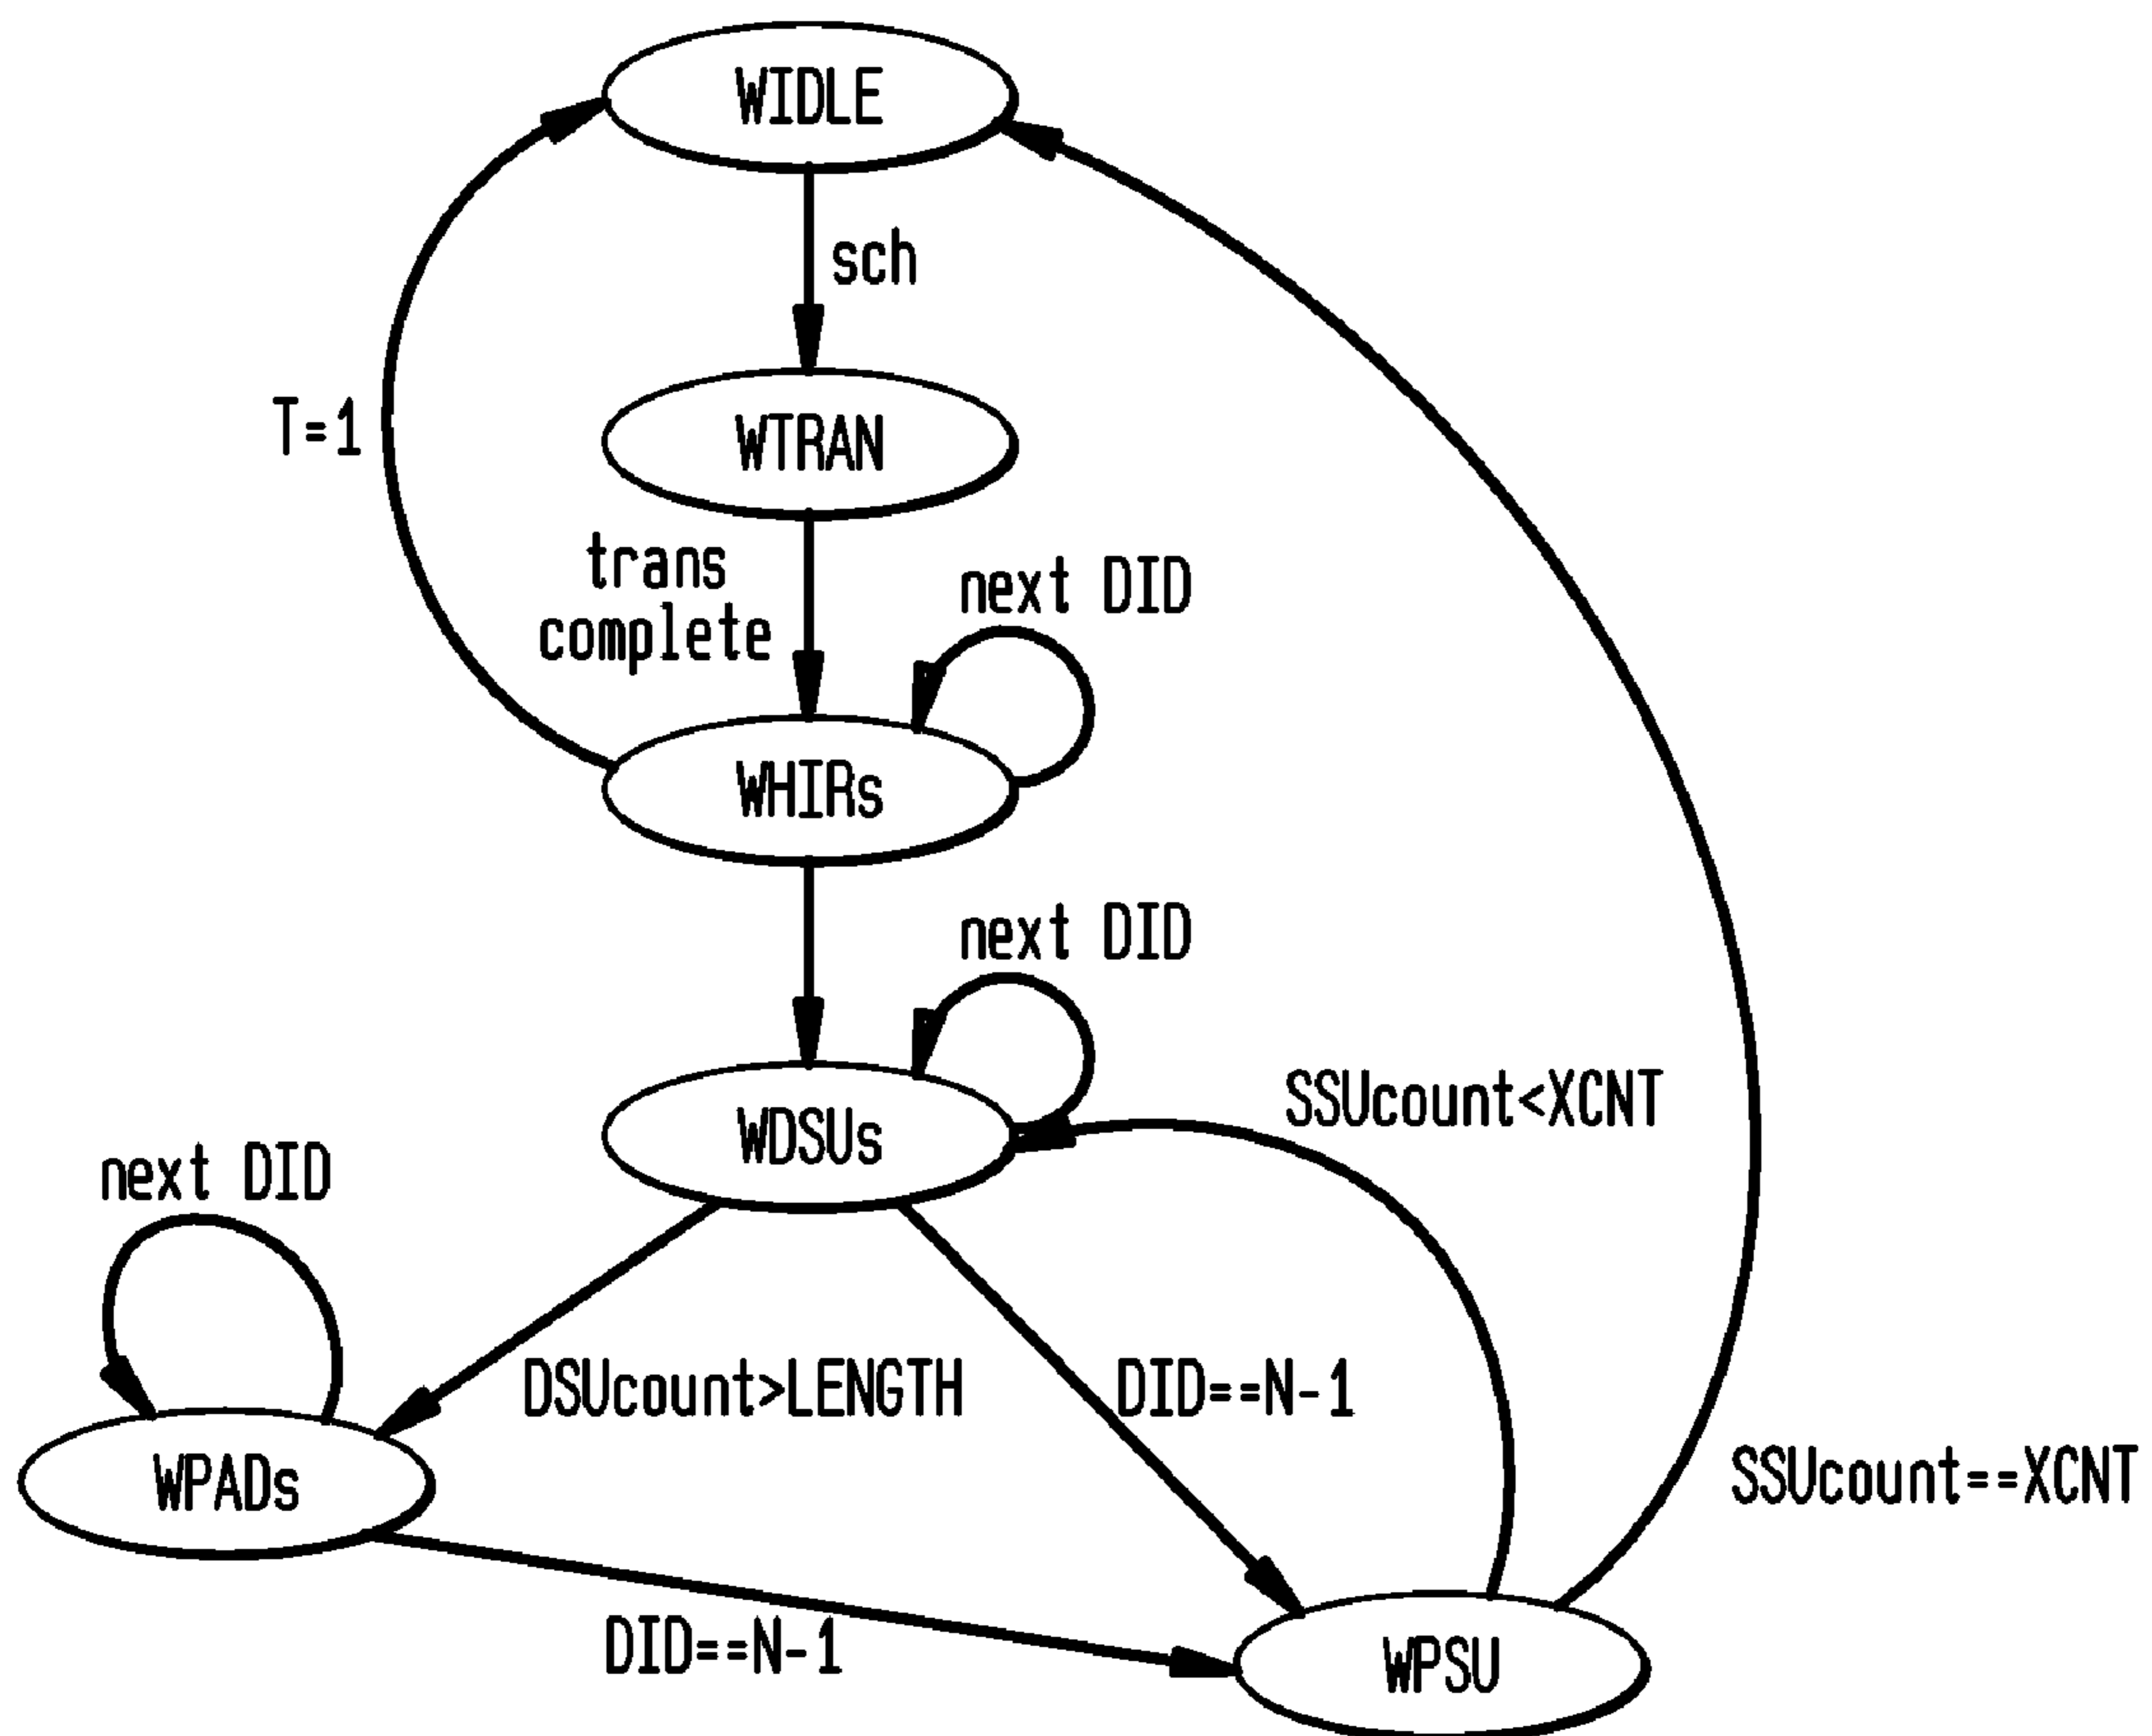 WIDLE
sch
T=1
WTRAN
trans
complete
next DID
WHIRs
next DID
SSUcount<XCNT
WDSUs
next DID
DSUcount>LENGTH
DID==N-1
WPADs
SSUcount==XCNT
DID==N-1
WPSU